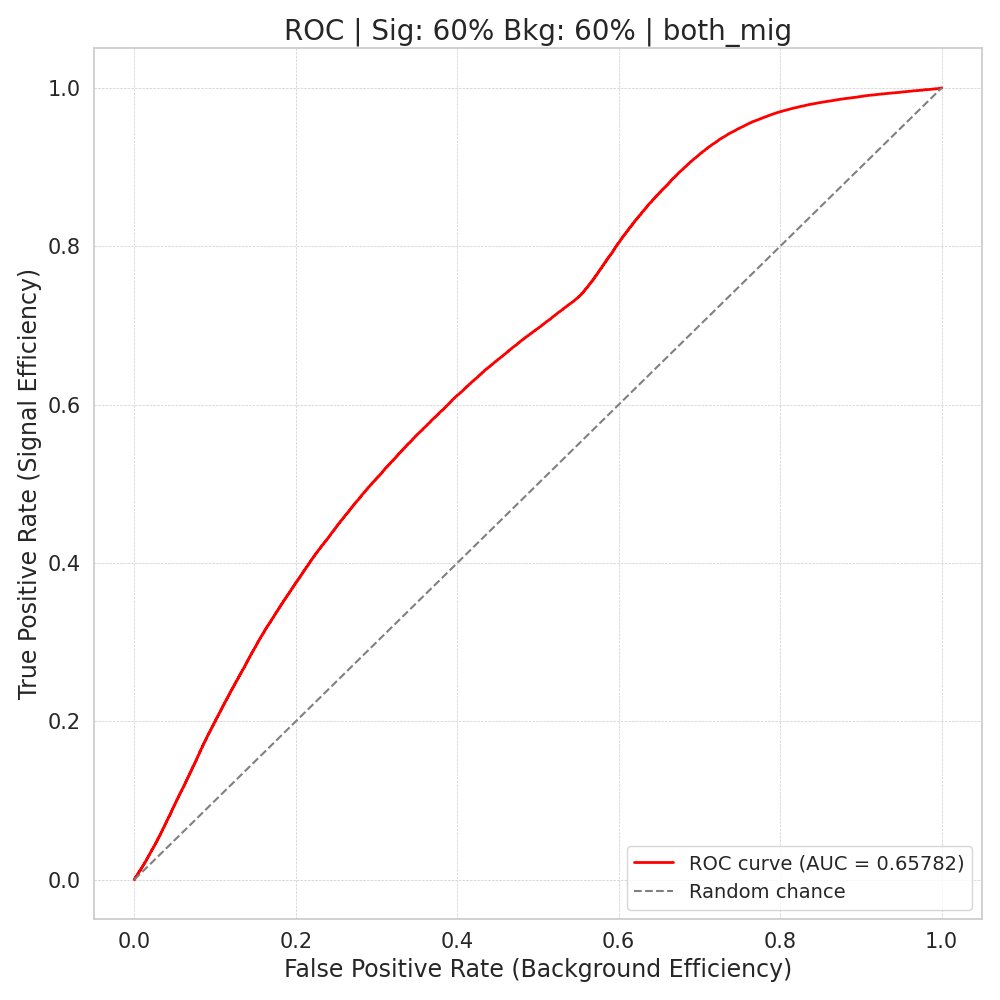 ROC | Sig: 60% Bkg: 60% | both_mig
True Positive Rate (Signal Efficiency)
1.0
0.8
0.6
0.4
0.2
0.0
ROC curve (AUC = 0.65782)
Random chance
0.0 0.2 0.4 0.6 0.8 1.0
False Positive Rate (Background Efficiency)